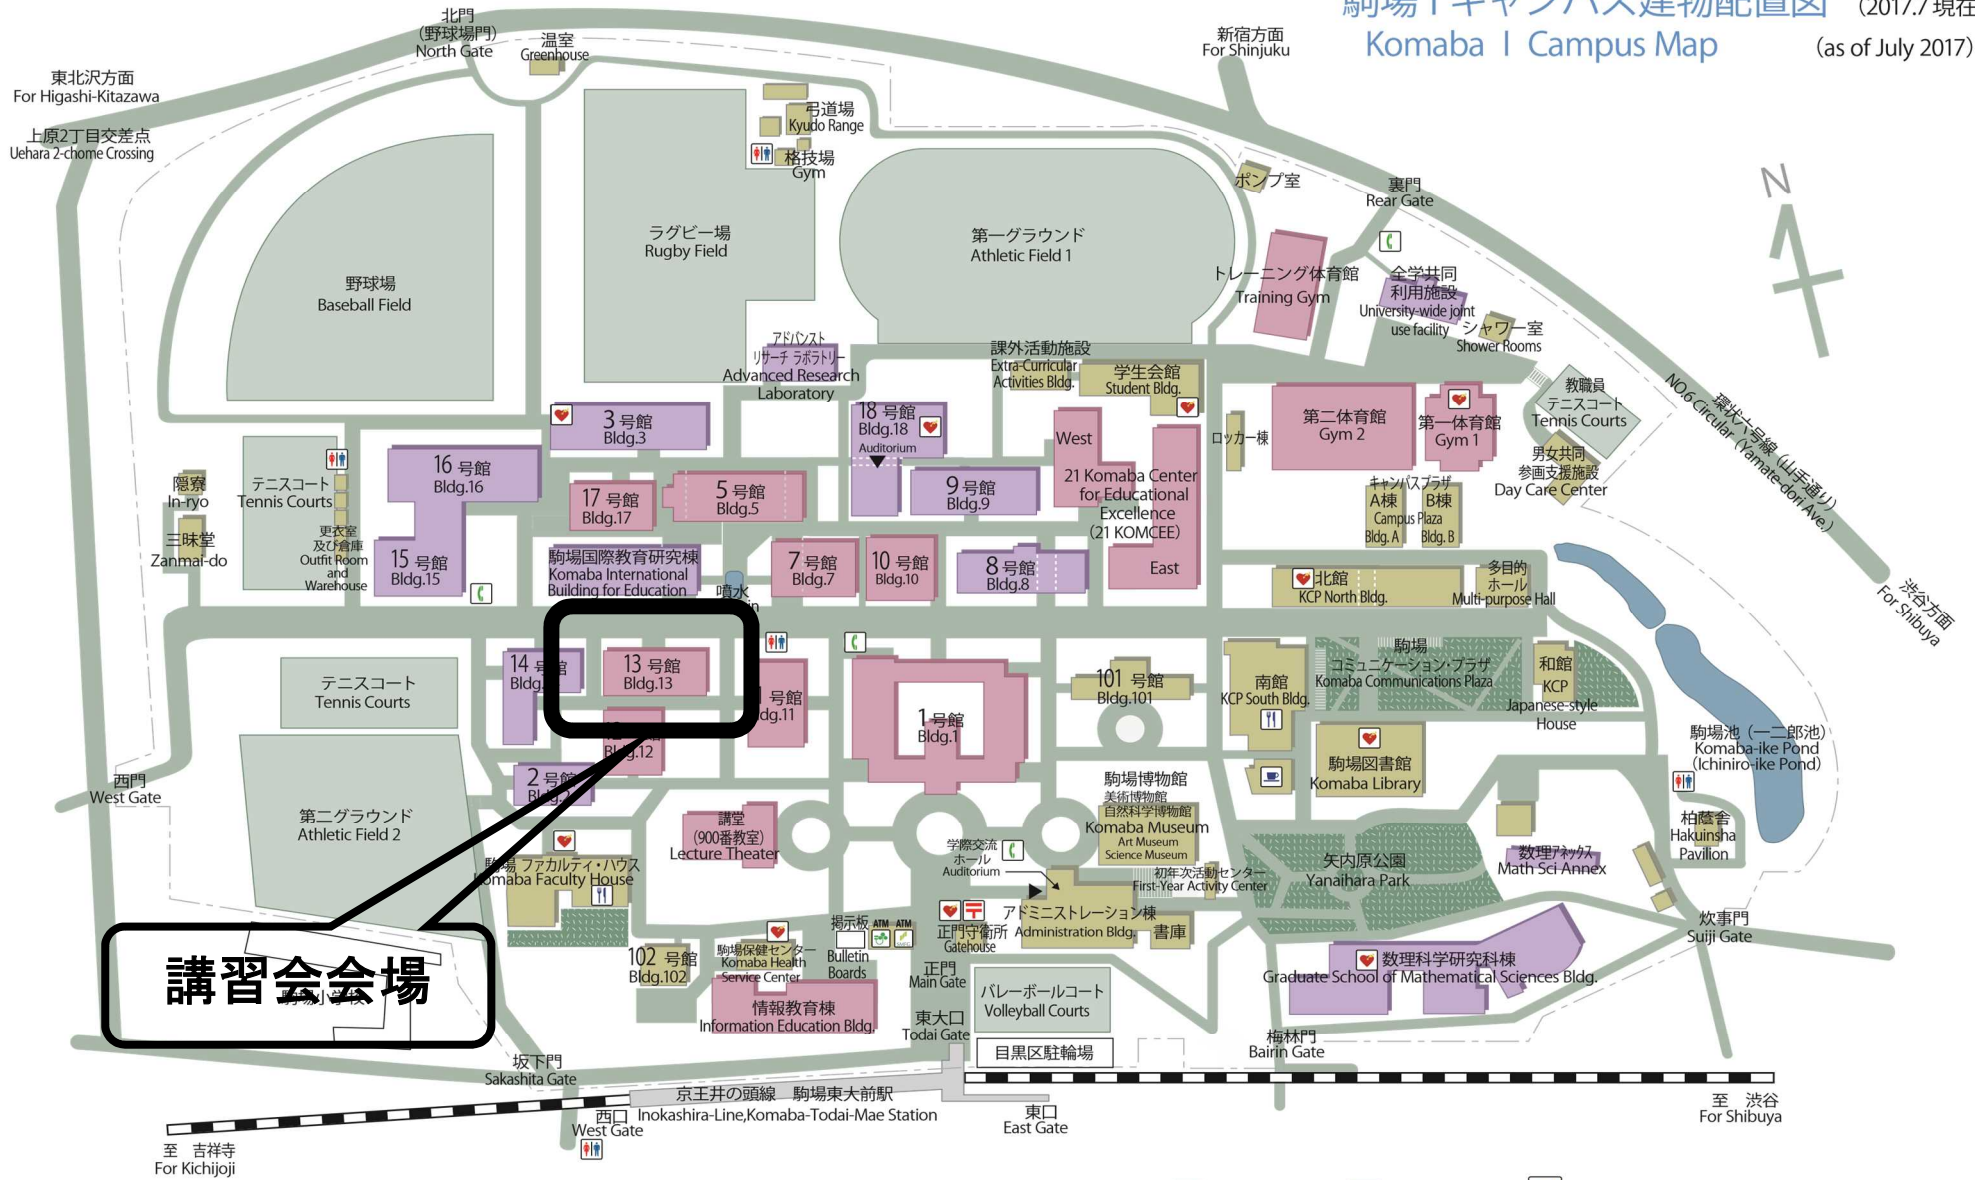 駒場Iキャンパス建物配置図 (2017.7 現在
Komaba I Campus Map (as of July 2017)
北門
(野球場門)
North Gate
温室
Greenhouse
新宿方面
For Shinjuku
東北沢方面
For Higashi-Kitazawa
上原2丁目交差点
Uehara 2-chome Crossing
弓道場
Kyudo Range
格技場
Gym
ポンプ室
裏門
Rear Gate
N
野球場
Baseball Field
ラグビー場
Rugby Field
第一グラウンド
Athletic Field 1
トレーニング体育館
Training Gym
全学共同
利用施設
University-wide joint
use facility
シャワー室
Shower Rooms
アドバンスト
リサーチ ラボラトリー
Advanced Research
Laboratory
課外活動施設
Extra-Curricular
Activities Bldg.
学生会館
Student Bldg.
教職員
テニスコート
Tennis Courts
環状六号線(山手通り)
NO.6 Circular (Yamate-dori Ave.)
3 号館
Bldg.3
18 号館
Bldg.18
Auditorium
ロッカー棟
第二体育館
Gym 2
第一体育館
Gym 1
男女共同
参画支援施設
Day Care Center
隠寮
In-ryo
三昧堂
Zanmai-do
テニスコート
Tennis Courts
更衣室
及び倉庫
Outfit Room
and
Warehouse
16 号館
Bldg.16
15 号館
Bldg.15
17 号館
Bldg.17
5 号館
Bldg.5
9 号館
Bldg.9
West
21 Komaba Center
for Educational
Excellence
(21 KOMCEE)
East
キャンパスプラザ
A棟 B棟
Campus Plaza
Bldg. A Bldg. B
駒場国際教育研究棟
Komaba International
Building for Education
噴水
in
7 号館
Bldg.7
10 号館
Bldg.10
8 号館
Bldg.8
北館
KCP North Bldg.
多目的
ホール
Multi-purpose Hall
渋谷方面
For Shibuya
テニスコート
Tennis Courts
14 号館
Bldg.
13 号館
Bldg.13
号館
dg.11
Bldg.12
1 号館
Bldg.1
101 号館
Bldg.101
南館
KCP South Bldg.
駒場
コミュニケーション・プラザ
Komaba Communications Plaza
和館
KCP
Japanese-style
House
駒場池(一二郎池)
Komaba-ike Pond
(Ichiniro-ike Pond)
西門
West Gate
2 号館
Bldg.2
第二グラウンド
Athletic Field 2
講堂
(900番教室)
Lecture Theater
駒場博物館
美術博物館
自然科学博物館
Komaba Museum
Art Museum
Science Museum
駒場図書館
Komaba Library
柏蔭舎
Hakuinsha
Pavilion
駒場 ファカルティ・ハウス
Komaba Faculty House
学際交流
ホール
Auditorium
初年次活動センター
First-Year Activity Center
矢内原公園
Yanaihara Park
数理アネックス
Math Sci Annex
炊事門
Suiji Gate
アドミニストレーション棟
Administration Bldg.
書庫
掲示板
Bulletin
Boards
ATM ATM
正門守衛所
Gatehouse
102 号館
Bldg.102
駒場保健センター
Komaba Health
Service Center
情報教育棟
Information Education Bldg.
正門
Main Gate
東大口
Todai Gate
バレーボールコート
Volleyball Courts
数理科学研究科棟
Graduate School of Mathematical Sciences Bldg.
講習会会場
駒場小学校
坂下門
Sakashita Gate
目黒区駐輪場
梅林門
Bairin Gate
京王井の頭線 駒場東大前駅
Inokashira-Line,Komaba-Todai-Mae Station
西口
West Gate
東口
East Gate
至 吉祥寺
For Kichijoji
至 渋谷
For Shibuya